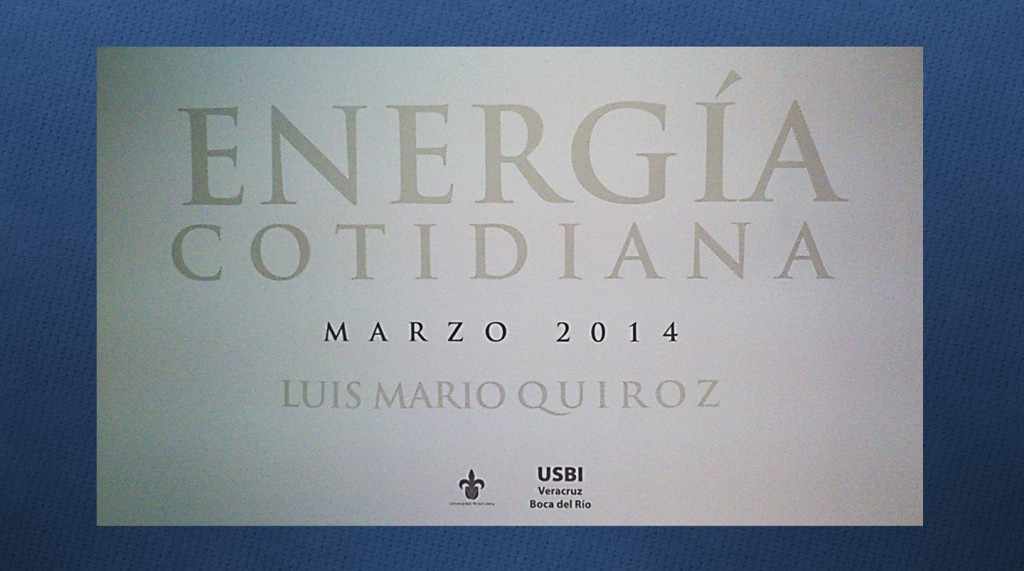 ENERGÍA
COTIDIANA
MARZO 2014
LUIS MARIO QUIROZ
USBI
Veracruz
Boca del Río